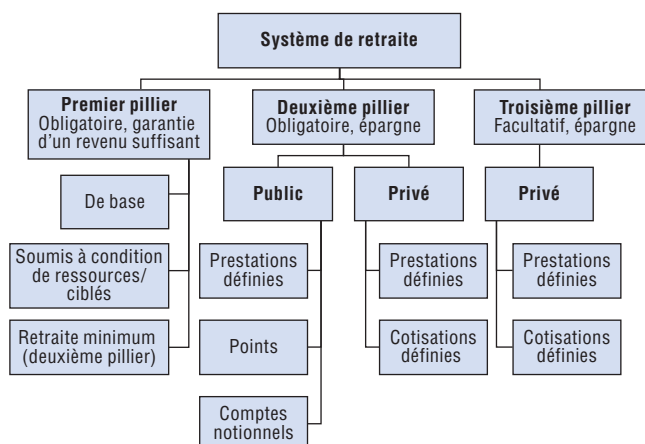 Système de retraite
Premier pillier
Obligatoire, garantie
d'un revenu suffisant
De base
Soumis à condition
de ressources/
ciblés
Retraite minimum
(deuxième pillier)
Deuxième pillier
Obligatoire, épargne
Public
Prestations
définies
Points
Comptes
notionnels
Privé
Prestations
définies
Cotisations
définies
Troisième pillier
Facultatif, épargne
Privé
Prestations
définies
Cotisations
définies